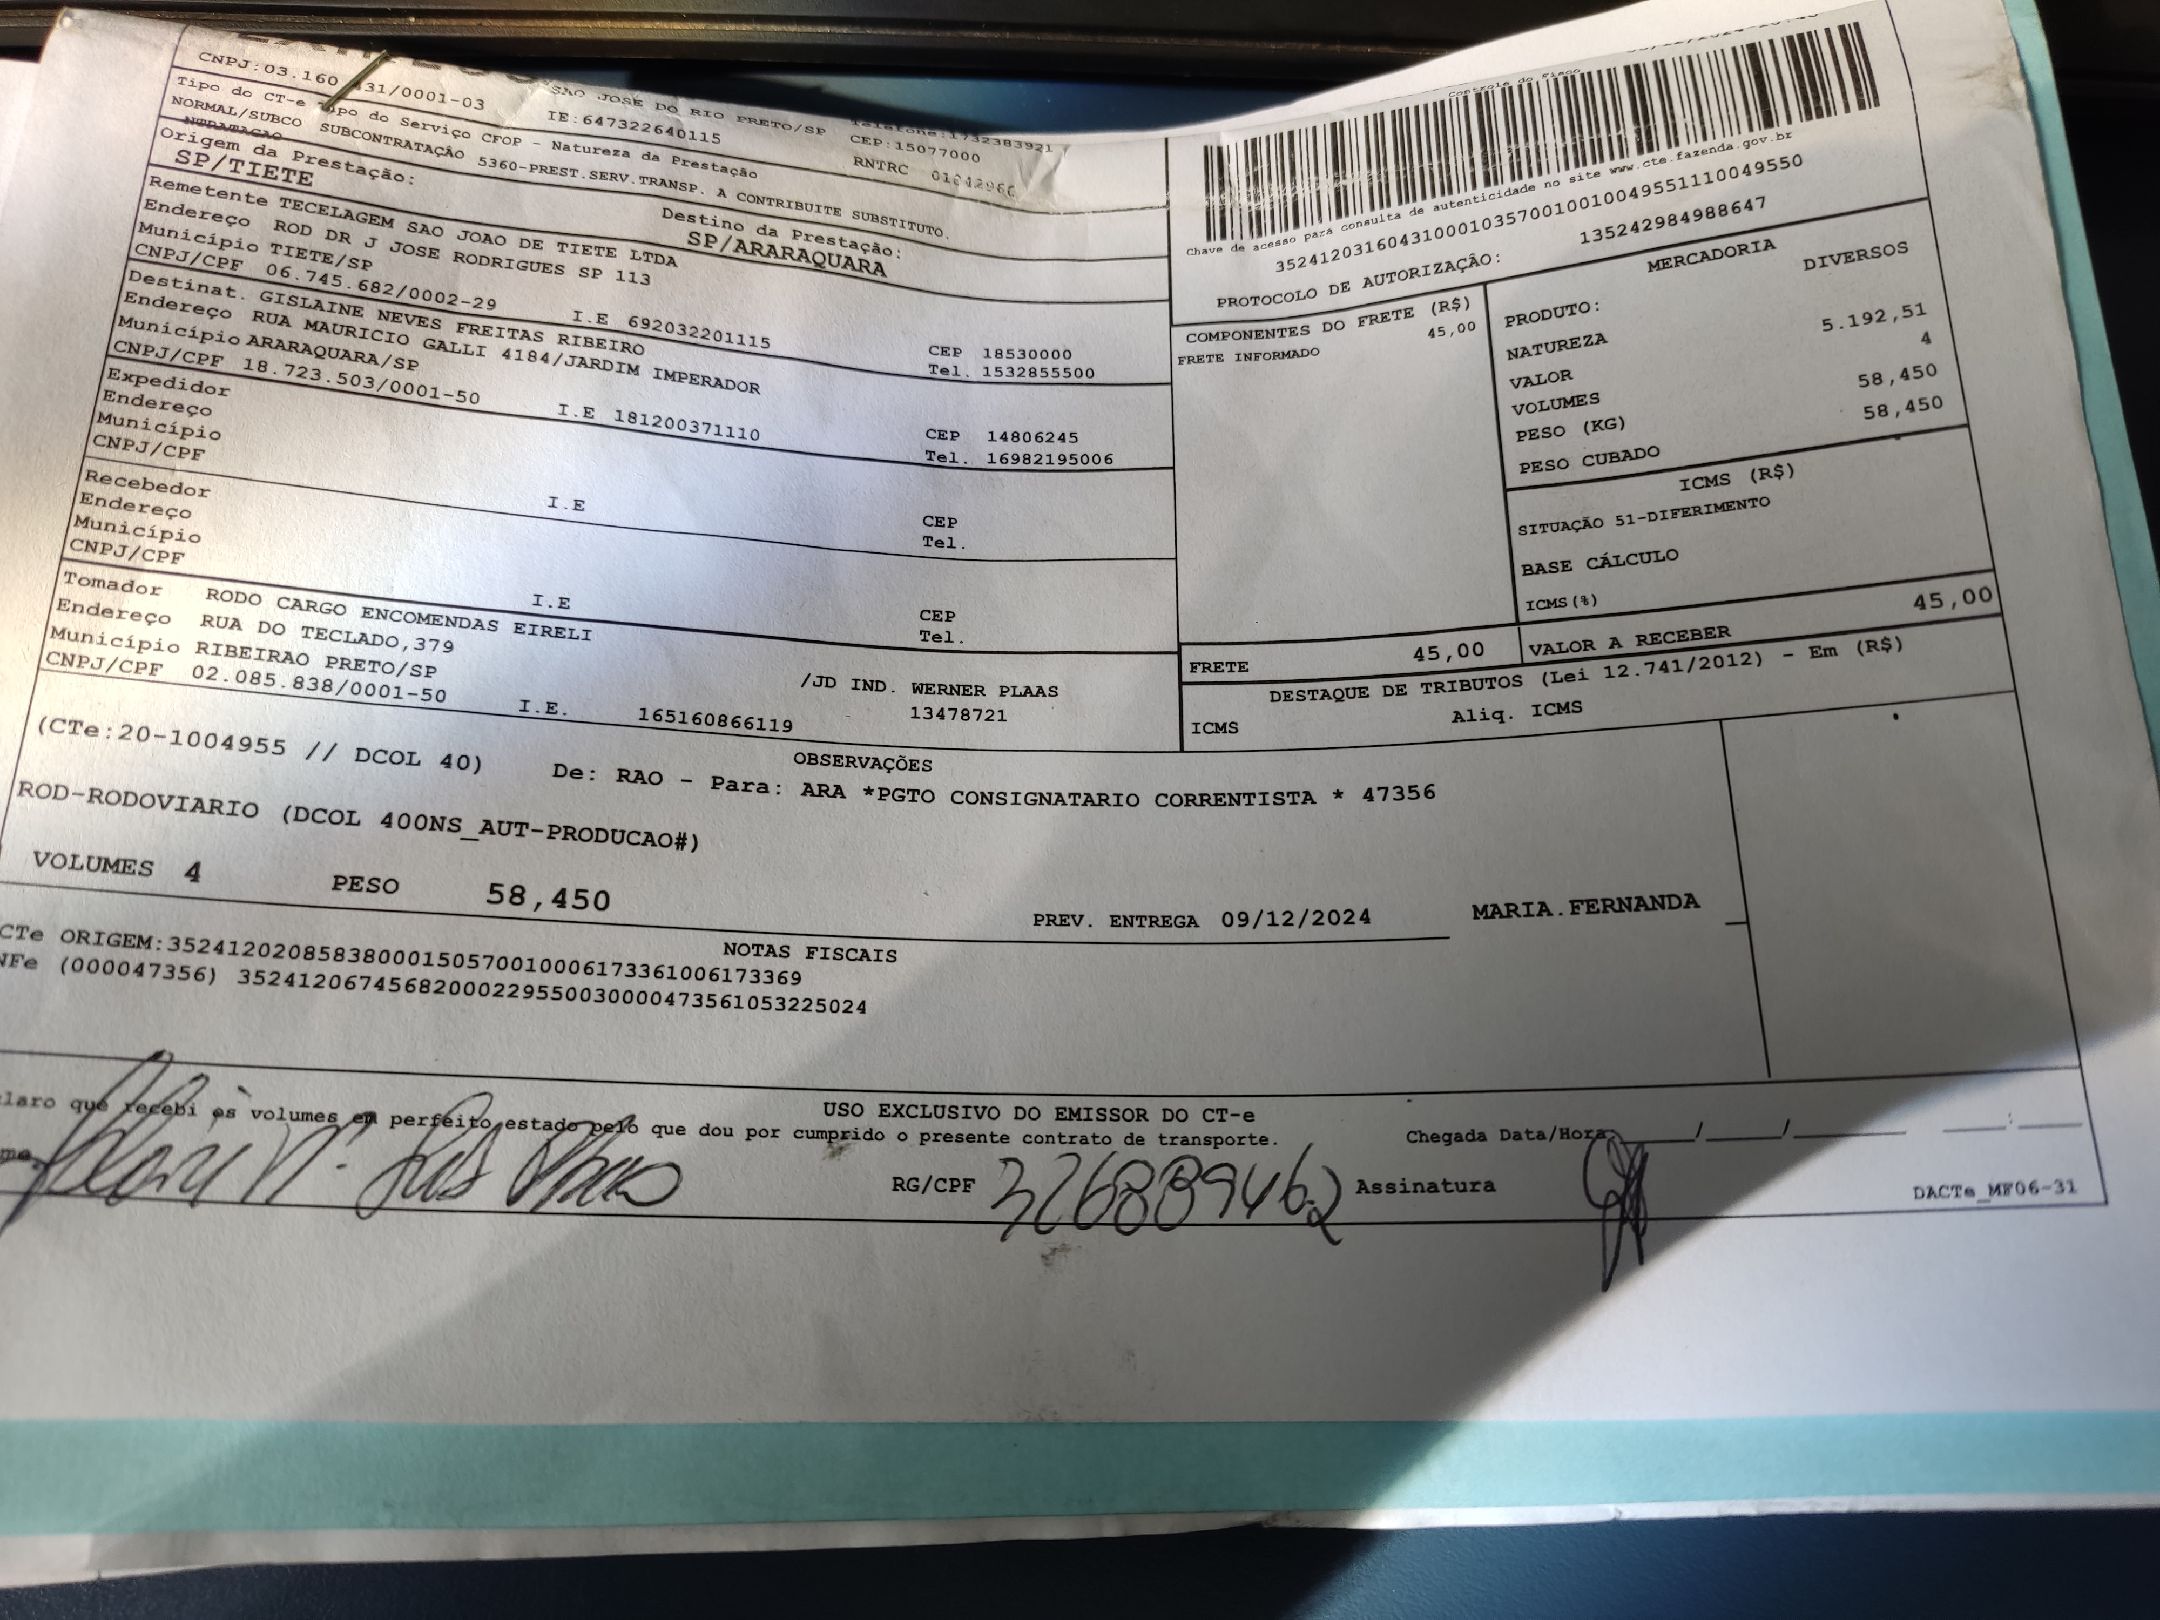 CNPJ:03.160 31/0001-03
SAO JOSE DO RIO PRETO/SP
Telefone:1732383921
IE:647322640115
CEP:15077000
Tipo do CT-e Tipo do Serviço CFOP - Natureza da Prestação
RNTRC
NORMAL/SUBCO SUBCONTRATAÇÃO 5360-PREST.SERV.TRANSP. A CONTRIBUITE SUBSTITUTO.
NTRATACAO
Origem da Prestação:
SP/TIETE
Destino da Prestação:
SP/ARARAQUARA
Remetente TECELAGEM SAO JOAO DE TIETE LTDA
Endereço ROD DR J JOSE RODRIGUES SP 113
Município TIETE/SP
CEP 18530000
CNPJ/CPF 06.745.682/0002-29 I.E 692032201115 Tel. 1532855500
Destinat. GISLAINE NEVES FREITAS RIBEIRO
Endereço RUA MAURICIO GALLI 4184/JARDIM IMPERADOR
Município ARARAQUARA/SP CEP 14806245
CNPJ/CPF 18.723.503/0001-50 I.E 181200371110 Tel. 16982195006
Expedidor
Endereço
Município CEP
CNPJ/CPF I.E Tel.
Recebedor
Endereço
Município CEP
CNPJ/CPF I.E Tel.
Tomador RODO CARGO ENCOMENDAS EIRELI
Endereço RUA DO TECLADO,379 /JD IND. WERNER PLAAS
Município RIBEIRAO PRETO/SP 13478721
CNPJ/CPF 02.085.838/0001-50 I.E. 165160866119
Controle do Fisco
Chave de acesso para consulta de autenticidade no site www.cte.fazenda.gov.br
35241203160431000103570010010049551110049550
PROTOCOLO DE AUTORIZAÇÃO: 135242984988647
COMPONENTES DO FRETE (R$)
FRETE INFORMADO 45,00
MERCADORIA
PRODUTO: DIVERSOS
NATUREZA
VALOR 5.192,51
VOLUMES 4
PESO (KG) 58,450
PESO CUBADO 58,450
ICMS (R$)
SITUAÇÃO 51-DIFERIMENTO
BASE CÁLCULO
ICMS(%)
FRETE 45,00 VALOR A RECEBER 45,00
DESTAQUE DE TRIBUTOS (Lei 12.741/2012) - Em (R$)
ICMS Aliq. ICMS
OBSERVAÇÕES
(CTe:20-1004955 // DCOL 40) De: RAO - Para: ARA *PGTO CONSIGNATARIO CORRENTISTA * 47356
ROD-RODOVIARIO (DCOL 400NS_AUT-PRODUCAO#)
VOLUMES 4 PESO 58,450 PREV. ENTREGA 09/12/2024 MARIA.FERNANDA
NOTAS FISCAIS
CTe ORIGEM:35241202085838000150570010006173361006173369
NFe (000047356) 35241206745682000229550030000473561053225024
USO EXCLUSIVO DO EMISSOR DO CT-e
claro que recebi os volumes em perfeito estado pelo que dou por cumprido o presente contrato de transporte.
Chegada Data/Hora / / :
RG/CPF 326889462 Assinatura
DACTe_MF06-31